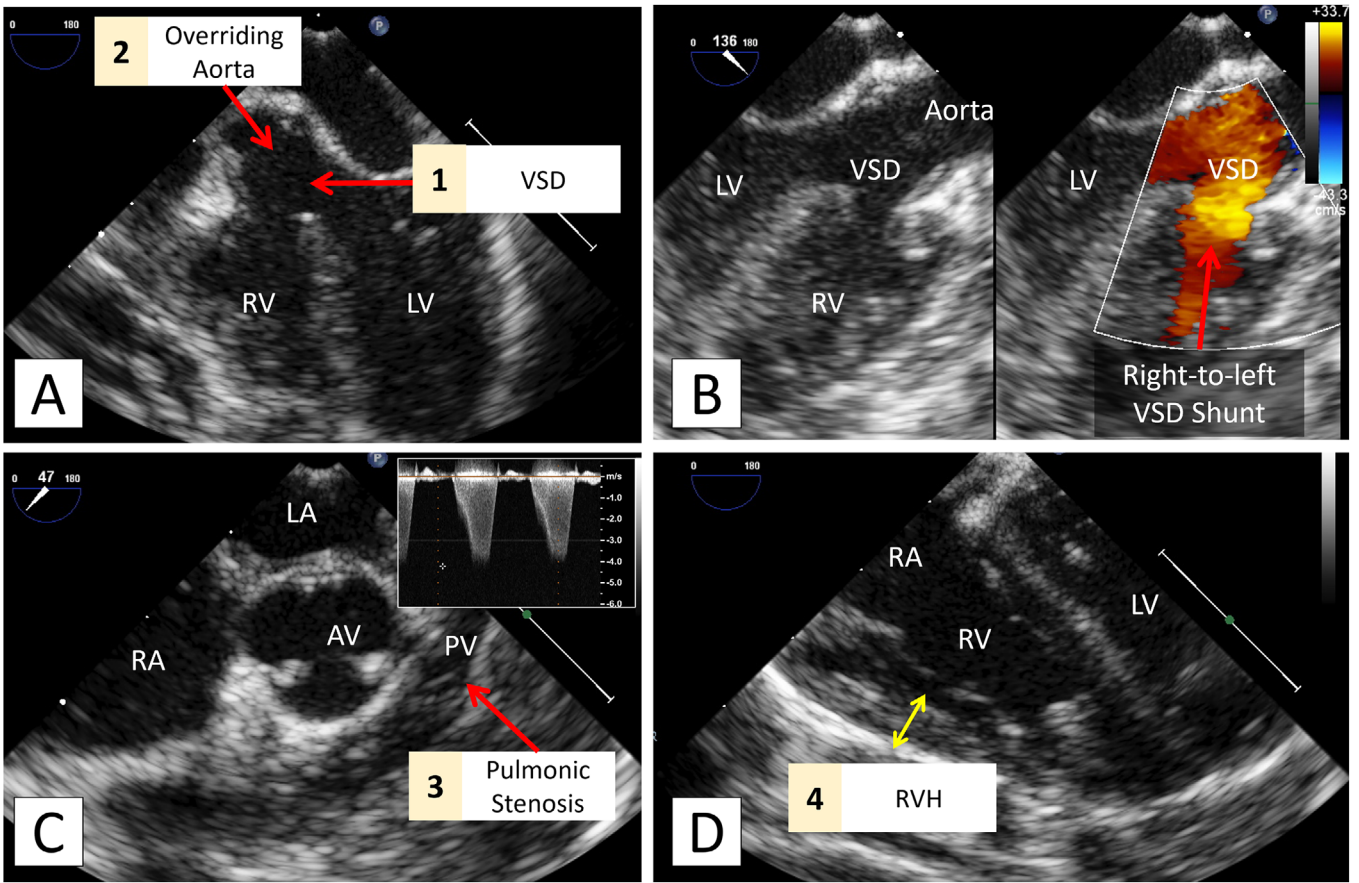 0 180
P
2
Overriding
Aorta
1
VSD
RV
LV
A
0 136 180
P
+33.7
Aorta
LV
VSD
RV
LV
VSD
-43.3
cm/s
Right-to-left
VSD Shunt
B
0 47 180
P
LA
m/s
-1.0
-2.0
-3.0
-4.0
-5.0
-6.0
RA
AV
PV
3
Pulmonic
Stenosis
C
0 180
RA
LV
RV
R
4
RVH
D